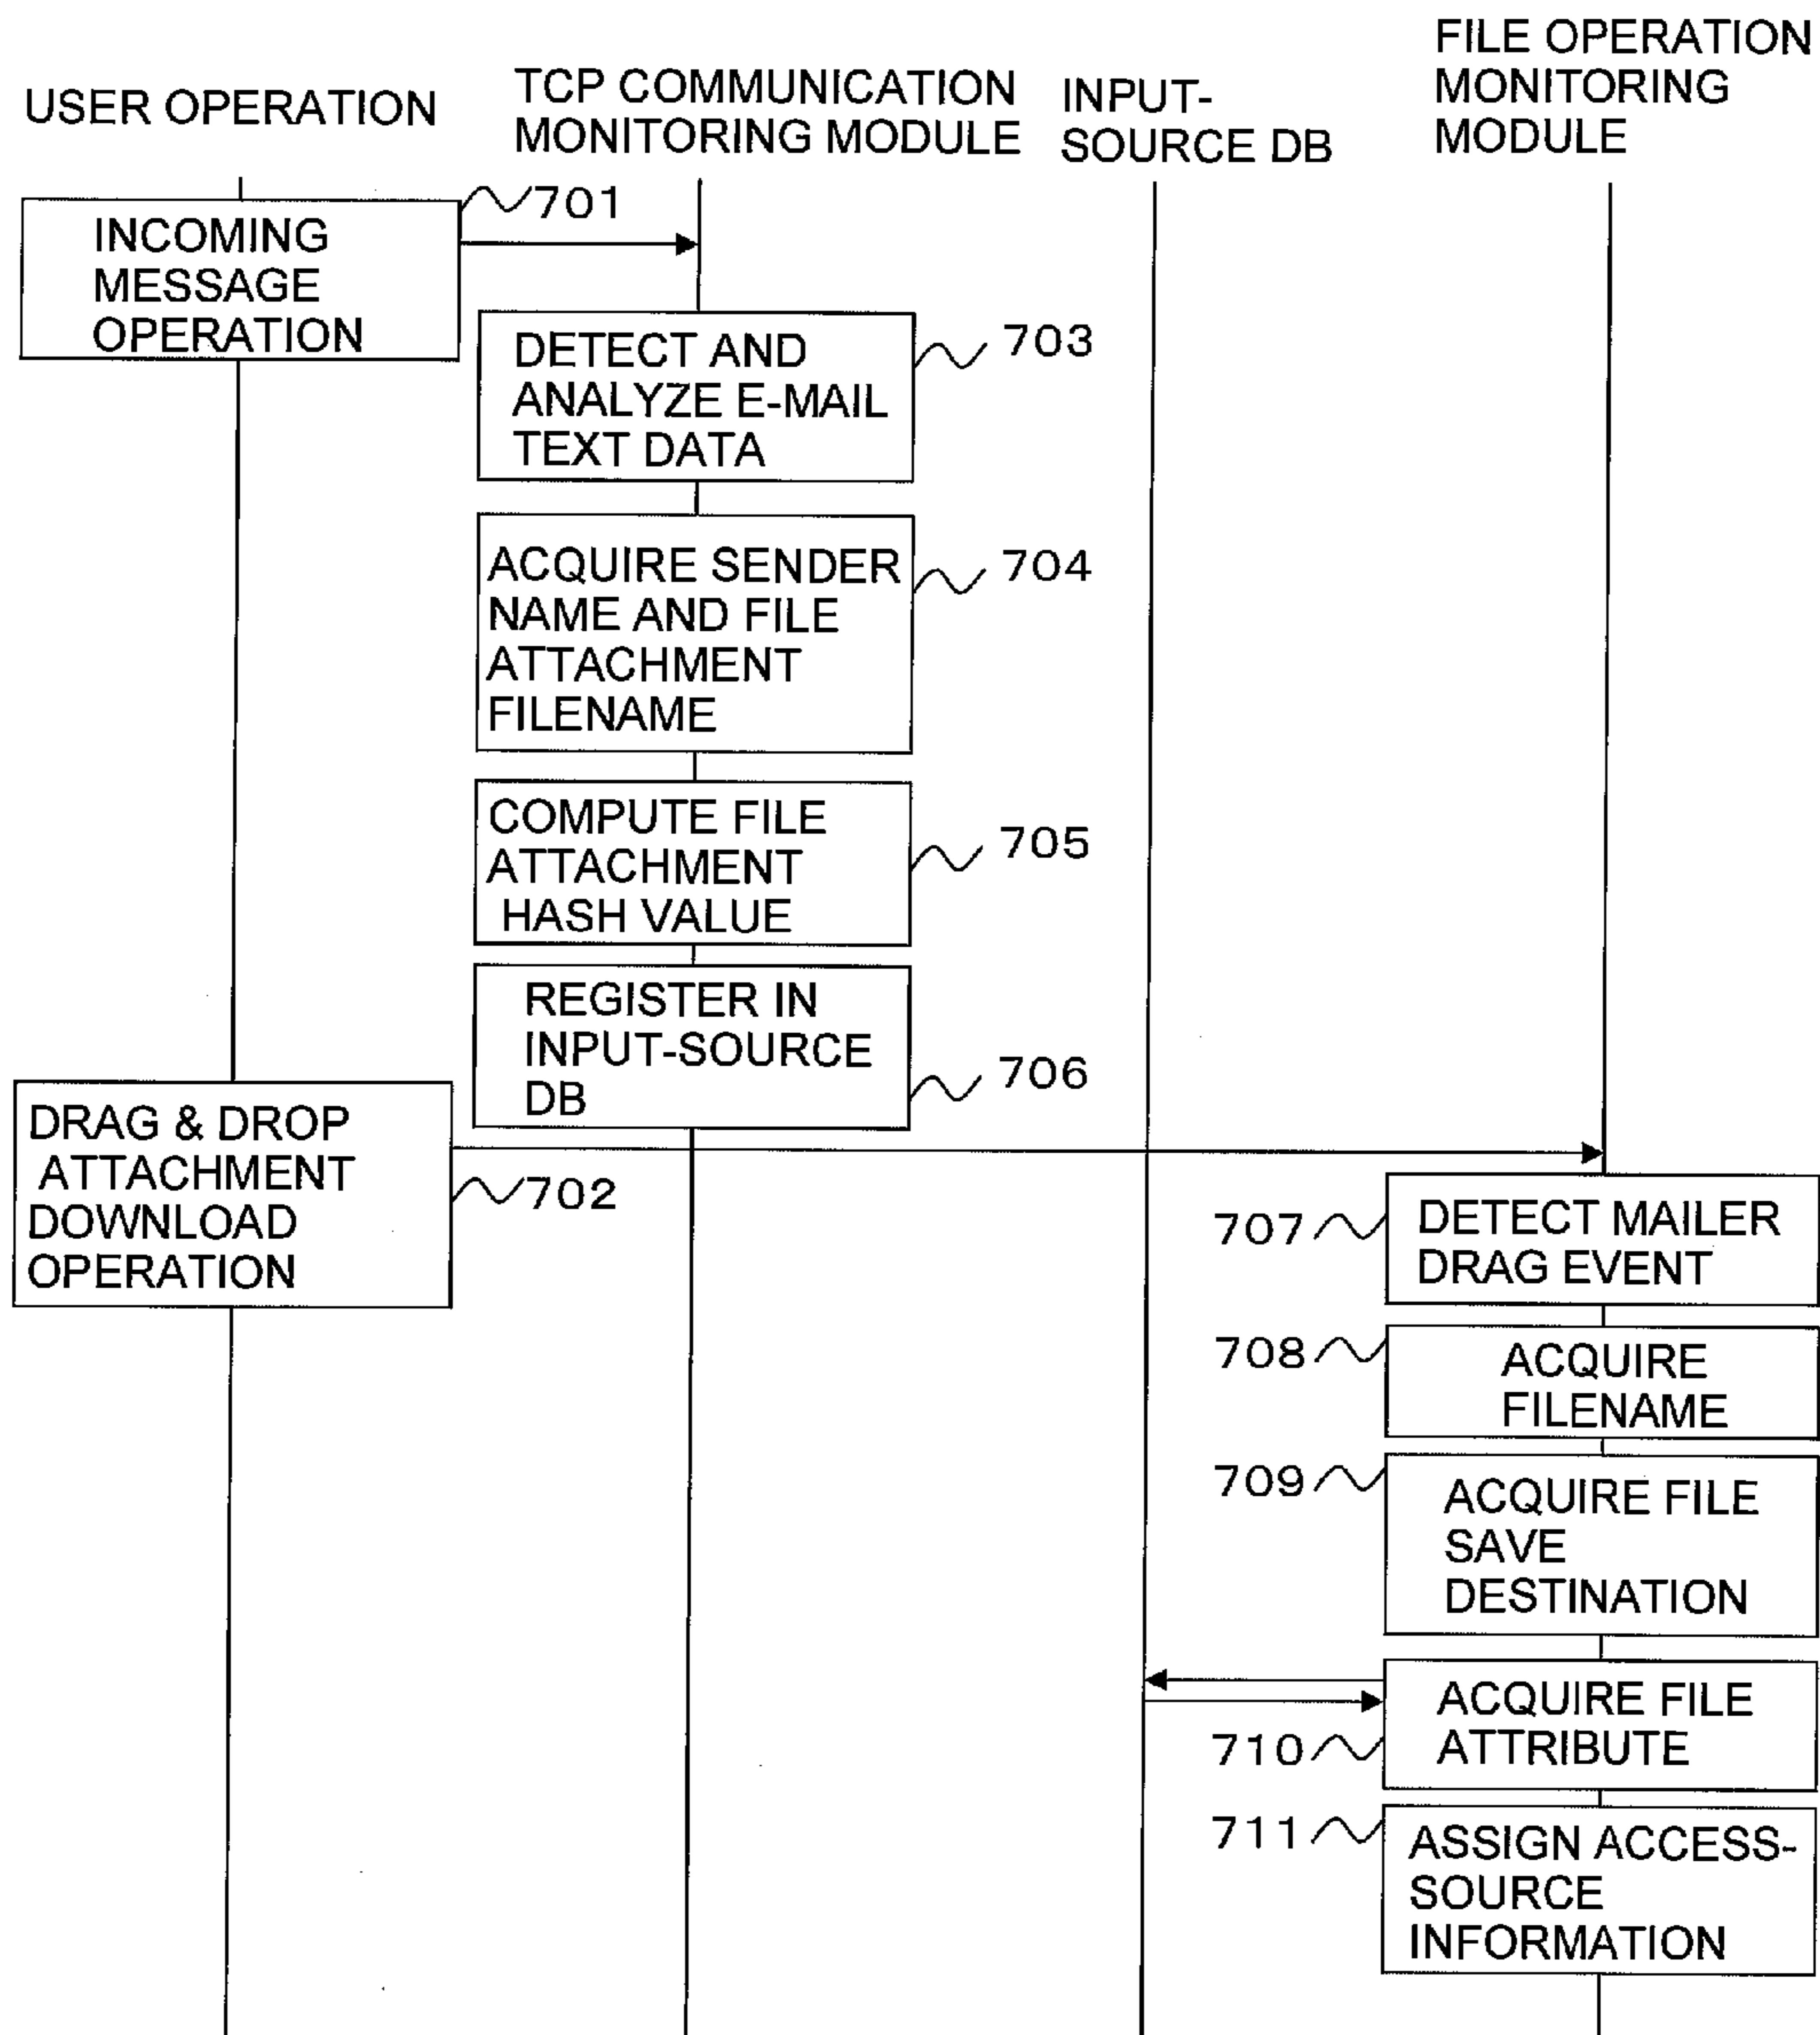 USER OPERATION
TCP COMMUNICATION
MONITORING MODULE
INPUT-
SOURCE DB
FILE OPERATION
MONITORING
MODULE
INCOMING
MESSAGE
OPERATION
701
DETECT AND
ANALYZE E-MAIL
TEXT DATA
703
ACQUIRE SENDER
NAME AND FILE
ATTACHMENT
FILENAME
704
COMPUTE FILE
ATTACHMENT
HASH VALUE
705
REGISTER IN
INPUT-SOURCE
DB
706
DRAG & DROP
ATTACHMENT
DOWNLOAD
OPERATION
702
707
DETECT MAILER
DRAG EVENT
708
ACQUIRE
FILENAME
709
ACQUIRE FILE
SAVE
DESTINATION
710
ACQUIRE FILE
ATTRIBUTE
711
ASSIGN ACCESS-
SOURCE
INFORMATION